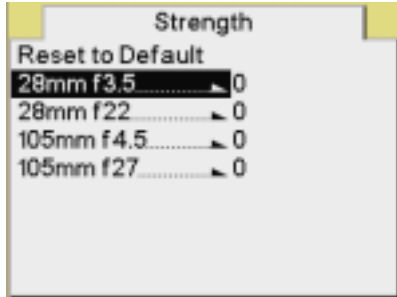 Strength
Reset to Default
28mm f3.5............0
28mm f22............0
105mm f4.5............0
105mm f27............0